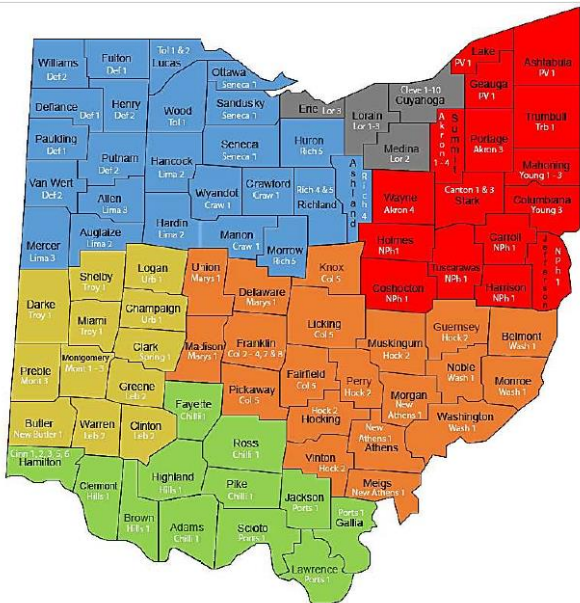 Williams
Def 2
Fulton
Def 1
Tol 1 & 2
Lucas
Ottawa
Seneca 1
Defiance
Def 1
Henry
Def 2
Wood
Tol 1
Sandusky
Seneca 1
Erie Lor 3
Lorain
Lor 1-3
Cleve 1-10
Cuyahoga
Medina
Lor 2
Lake
PV 1
Geauga
PV 1
Ashtabula
PV 1
Trumbull
Trb 1
Paulding
Def 1
Putnam
Def 2
Hancock
Lima 2
Seneca
Seneca 1
Huron
Rich 5
Summit
Akron
1-4
Portage
Akron 3
Mahoning
Young 1 - 3
Van Wert
Def 2
Allen
Lima 3
Wyandot
Craw 1
Crawford
Craw 1
Rich 4 & 5
Richland
Ashland
Rich 4
Wayne
Akron 4
Canton 1 & 3
Stark
Columbiana
Young 3
Mercer
Lima 3
Auglaize
Lima 2
Hardin
Lima 2
Marion
Craw 1
Morrow
Rich 5
Holmes
NPh 1
Tuscarawas
NPh 1
Carroll
NPh 1
Harrison
NPh 1
Jefferson
NPh 1
Coshocton
NPh 1
Darke
Troy 1
Shelby
Troy 1
Logan
Urb 1
Union
Marys 1
Delaware
Marys 1
Knox
Col 5
Miami
Troy 1
Champaign
Urb 1
Clark
Spring 1
Madison
Marys 1
Franklin
Col 2 - 4, 7 & 8
Licking
Col 5
Muskingum
Hock 2
Guernsey
Hock 2
Belmont
Wash 1
Preble
Mont 3
Montgomery
Mont 1 - 3
Greene
Leb 2
Pickaway
Col 5
Fairfield
Col 5
Perry
Hock 2
Morgan
New
Athens 1
Noble
Wash 1
Monroe
Wash 1
Butler
New Butler 1
Warren
Leb 2
Clinton
Leb 2
Fayette
Chilli 1
Hock 2
Hocking
New
Athens 1
Athens
Washington
Wash 1
Cinn 1, 2, 3, 5, 6
Hamilton
Clermont
Hills 1
Highland
Hills 1
Ross
Chilli 1
Vinton
Hock 2
Meigs
New Athens 1
Brown
Hills 1
Adams
Chilli 1
Pike
Chilli 1
Jackson
Ports 1
Ports 1
Gallia
Scioto
Ports 1
Lawrence
Ports 1